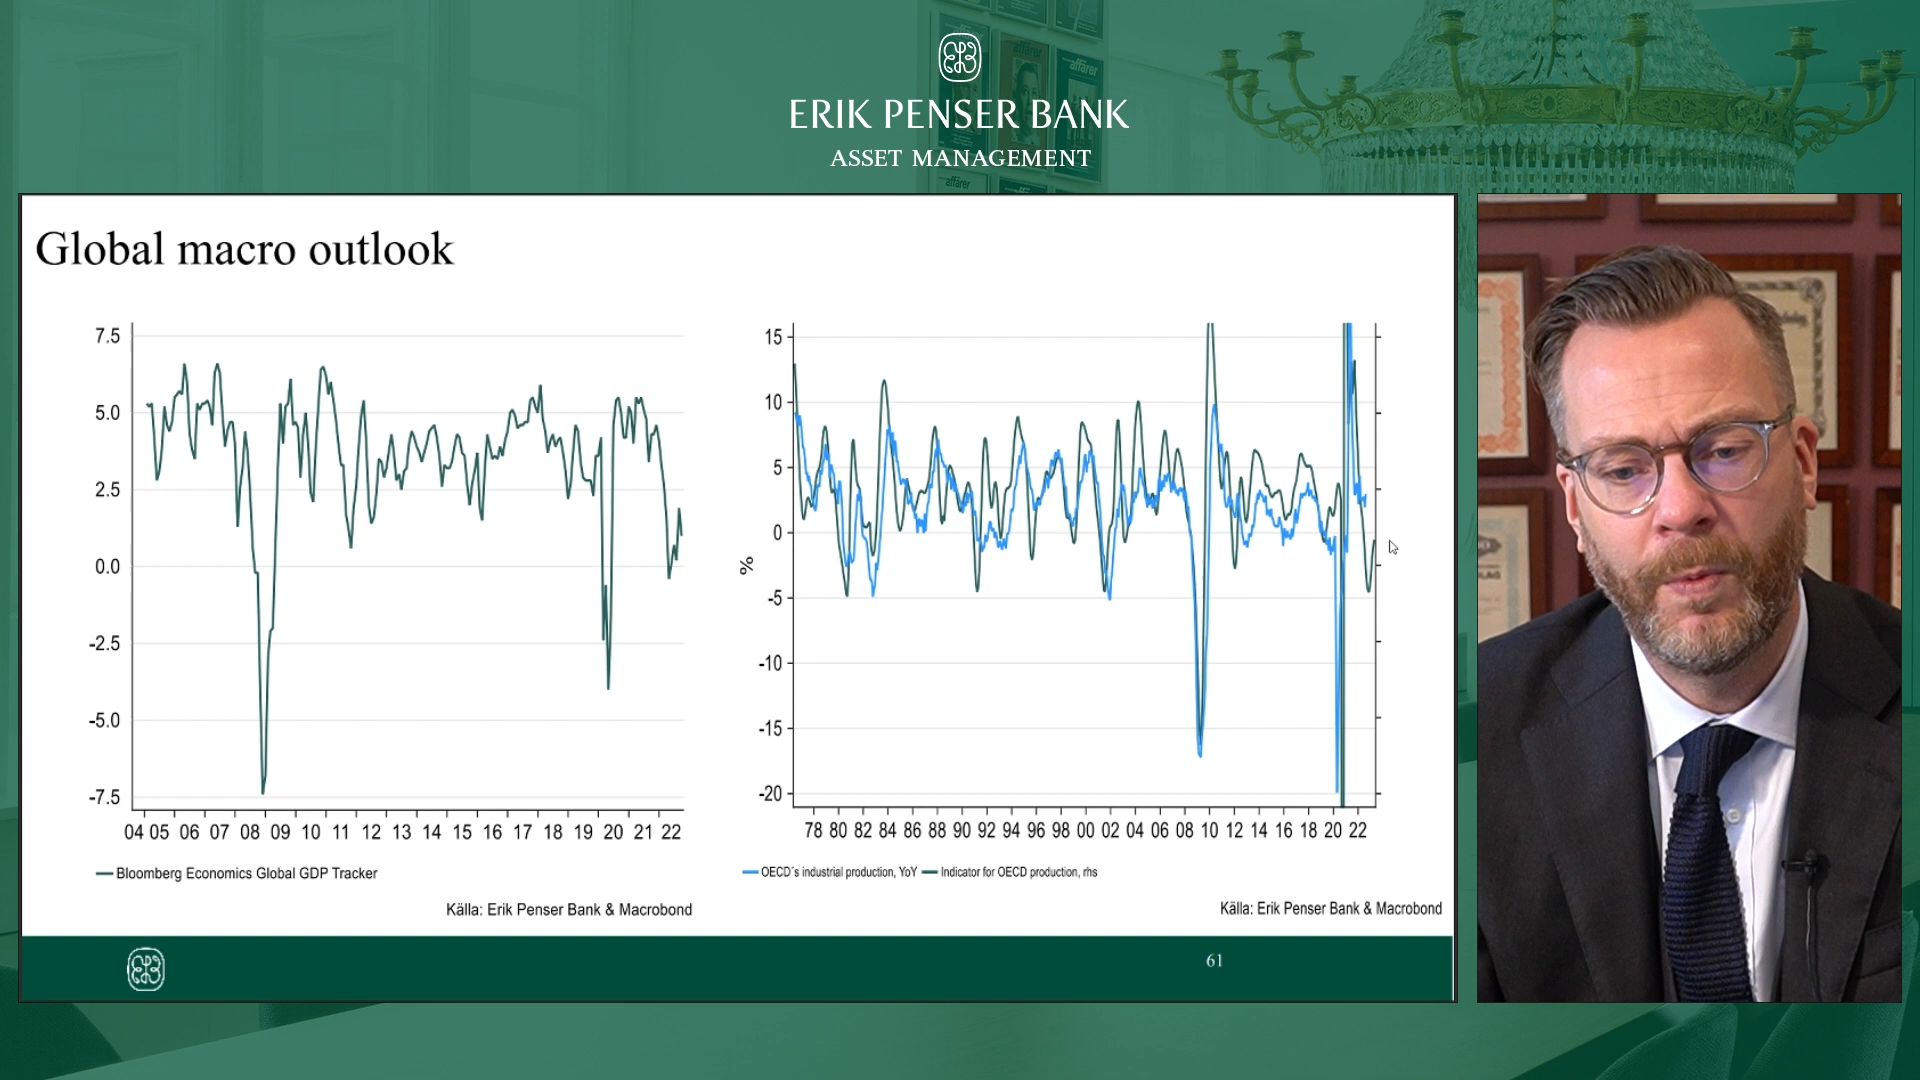 affärer
affärer
ERIK PENSER BANK
ASSET MANAGEMENT
affärer
affärer
Global macro outlook
7.5
5.0
2.5
0.0
-2.5
-5.0
-7.5
04 05 06 07 08 09 10 11 12 13 14 15 16 17 18 19 20 21 22
Bloomberg Economics Global GDP Tracker
Källa: Erik Penser Bank & Macrobond
15
10
5
0
%
-5
-10
-15
-20
78 80 82 84 86 88 90 92 94 96 98 00 02 04 06 08 10 12 14 16 18 20 22
OECD´s industrial production, YoY Indicator for OECD production, rhs
Källa: Erik Penser Bank & Macrobond
61